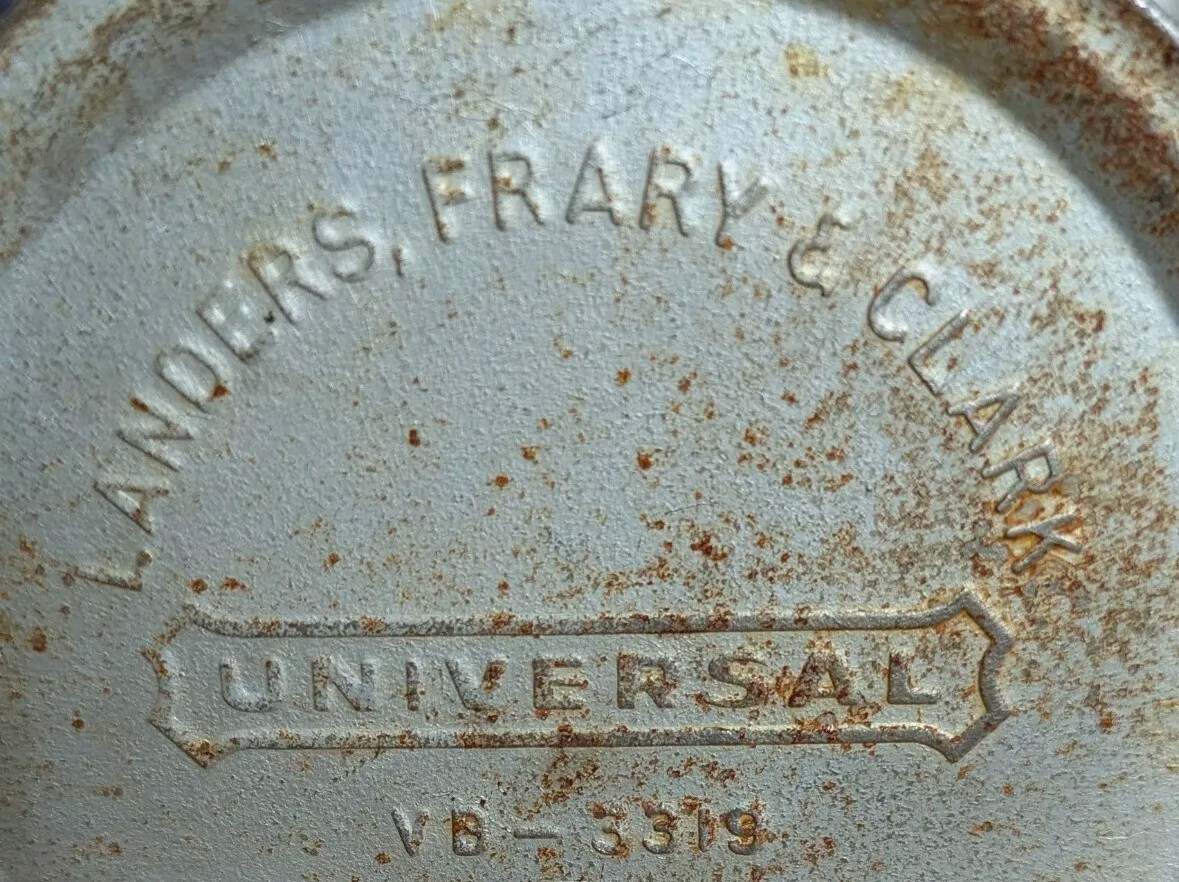 LANDERS, FRARY & CLARK
UNIVERSAL
VB-3319